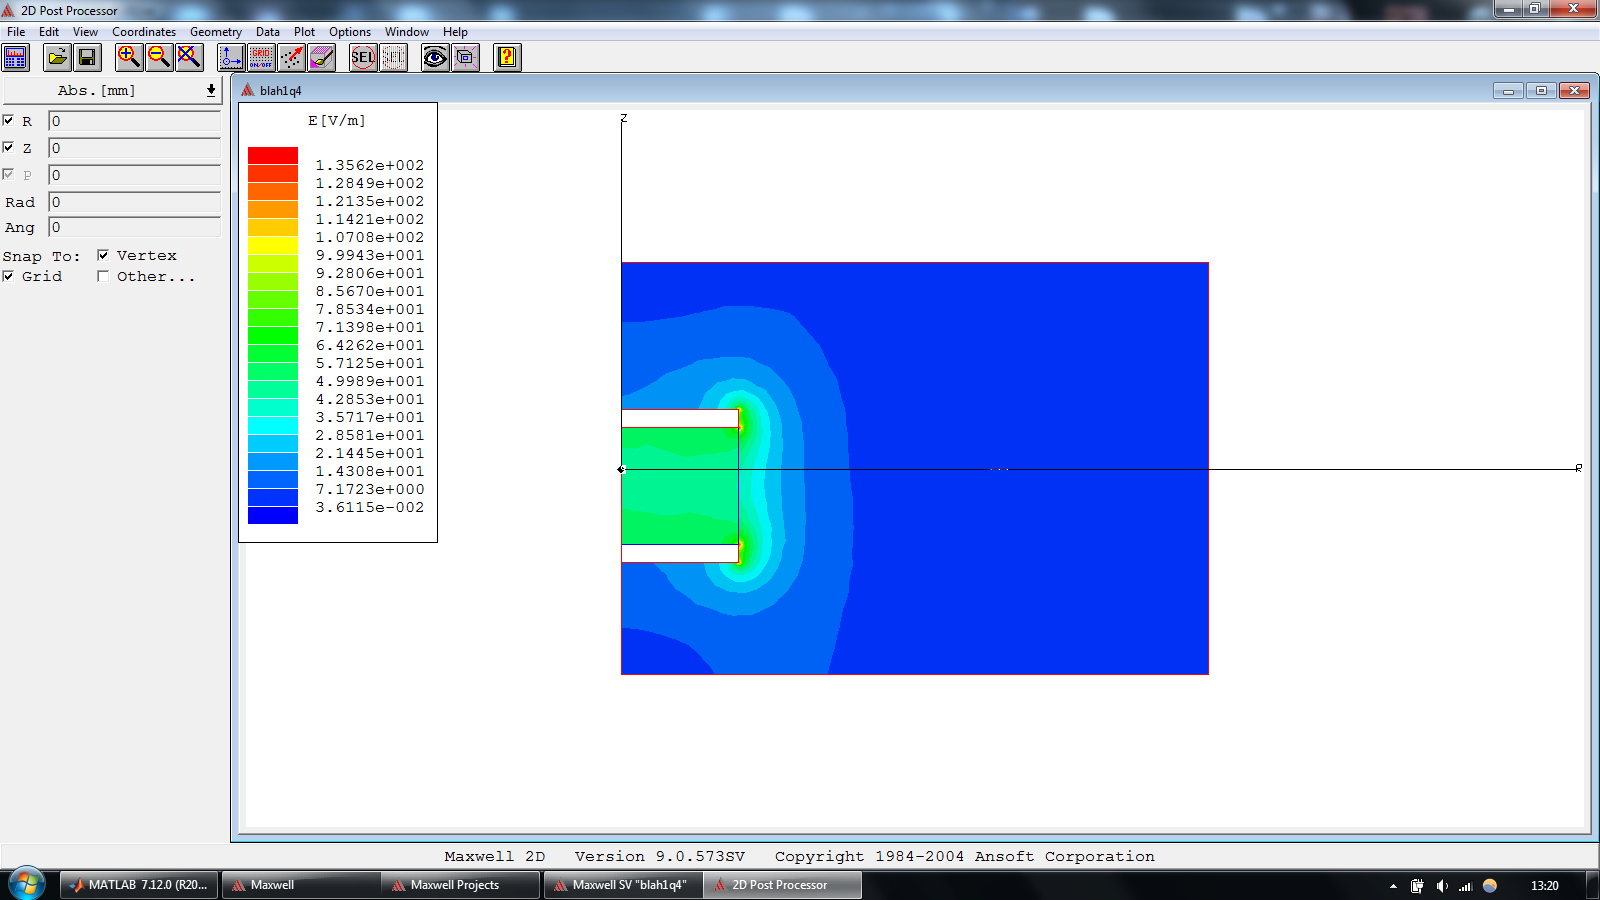 2D Post Processor
File Edit View Coordinates Geometry Data Plot Options Window Help
GRID ON/OFF SEL SEL ?
Abs.[mm]
R 0
Z 0
P 0
Rad 0
Ang 0
Snap To: Vertex
Grid Other...
blah1q4
E[V/m]
1.3562e+002
1.2849e+002
1.2135e+002
1.1421e+002
1.0708e+002
9.9943e+001
9.2806e+001
8.5670e+001
7.8534e+001
7.1398e+001
6.4262e+001
5.7125e+001
4.9989e+001
4.2853e+001
3.5717e+001
2.8581e+001
2.1445e+001
1.4308e+001
7.1723e+000
3.6115e-002
Z
R
Maxwell 2D Version 9.0.573SV Copyright 1984-2004 Ansoft Corporation
MATLAB 7.12.0 (R20... Maxwell Maxwell Projects Maxwell SV "blah1q4" 2D Post Processor 13:20